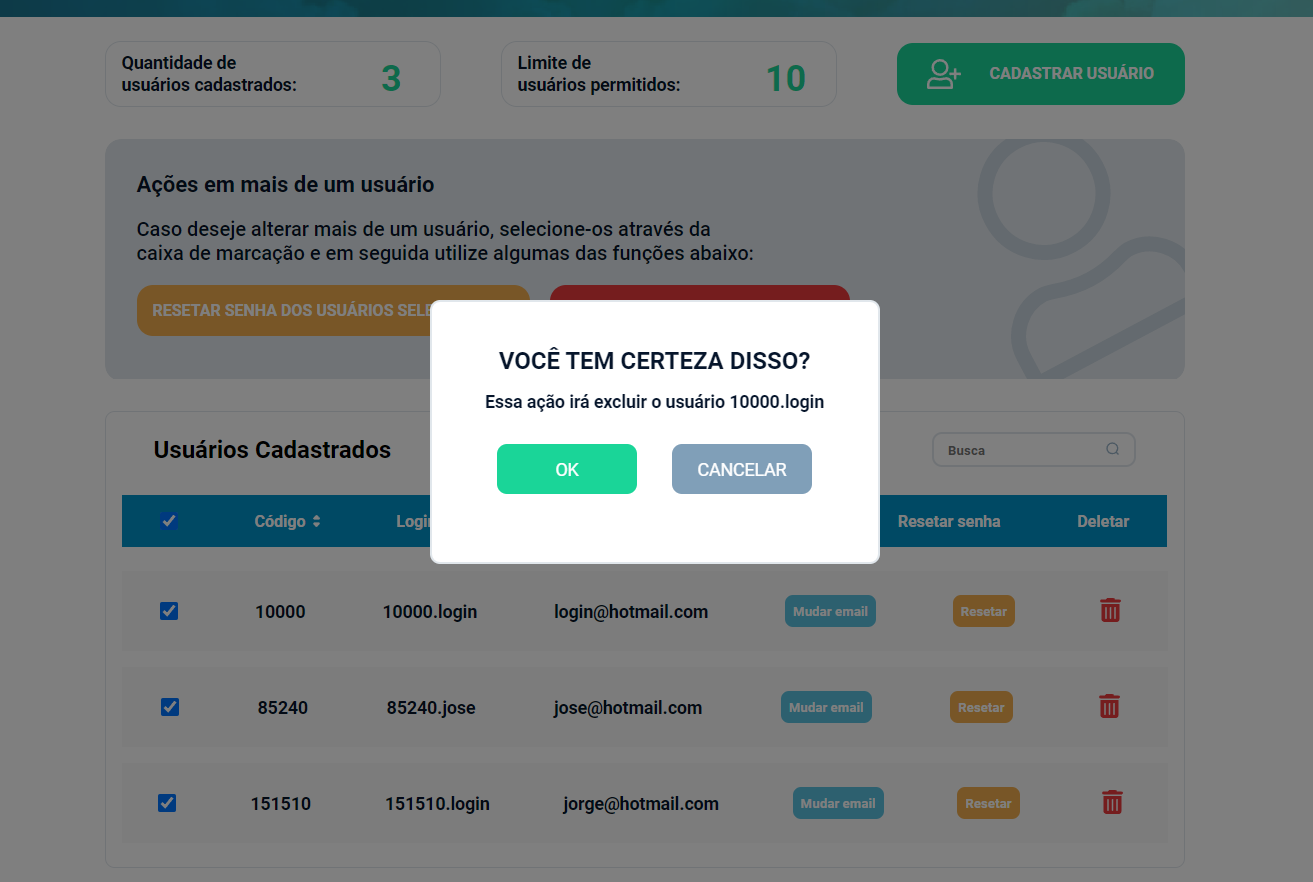 Quantidade de
usuários cadastrados:
3
Limite de
usuários permitidos:
10
CADASTRAR USUÁRIO
Ações em mais de um usuário
Caso deseje alterar mais de um usuário, selecione-os através da
caixa de marcação e em seguida utilize algumas das funções abaixo:
RESETAR SENHA DOS USUÁRIOS
VOCÊ TEM CERTEZA DISSO?
Essa ação irá excluir o usuário 10000.login
OK
CANCELAR
Usuários Cadastrados
Busca
Código
Resetar senha
Deletar
10000
10000.login
login@hotmail.com
Mudar email
Resetar
85240
85240.jose
jose@hotmail.com
Mudar email
Resetar
151510
151510.login
jorge@hotmail.com
Mudar email
Resetar